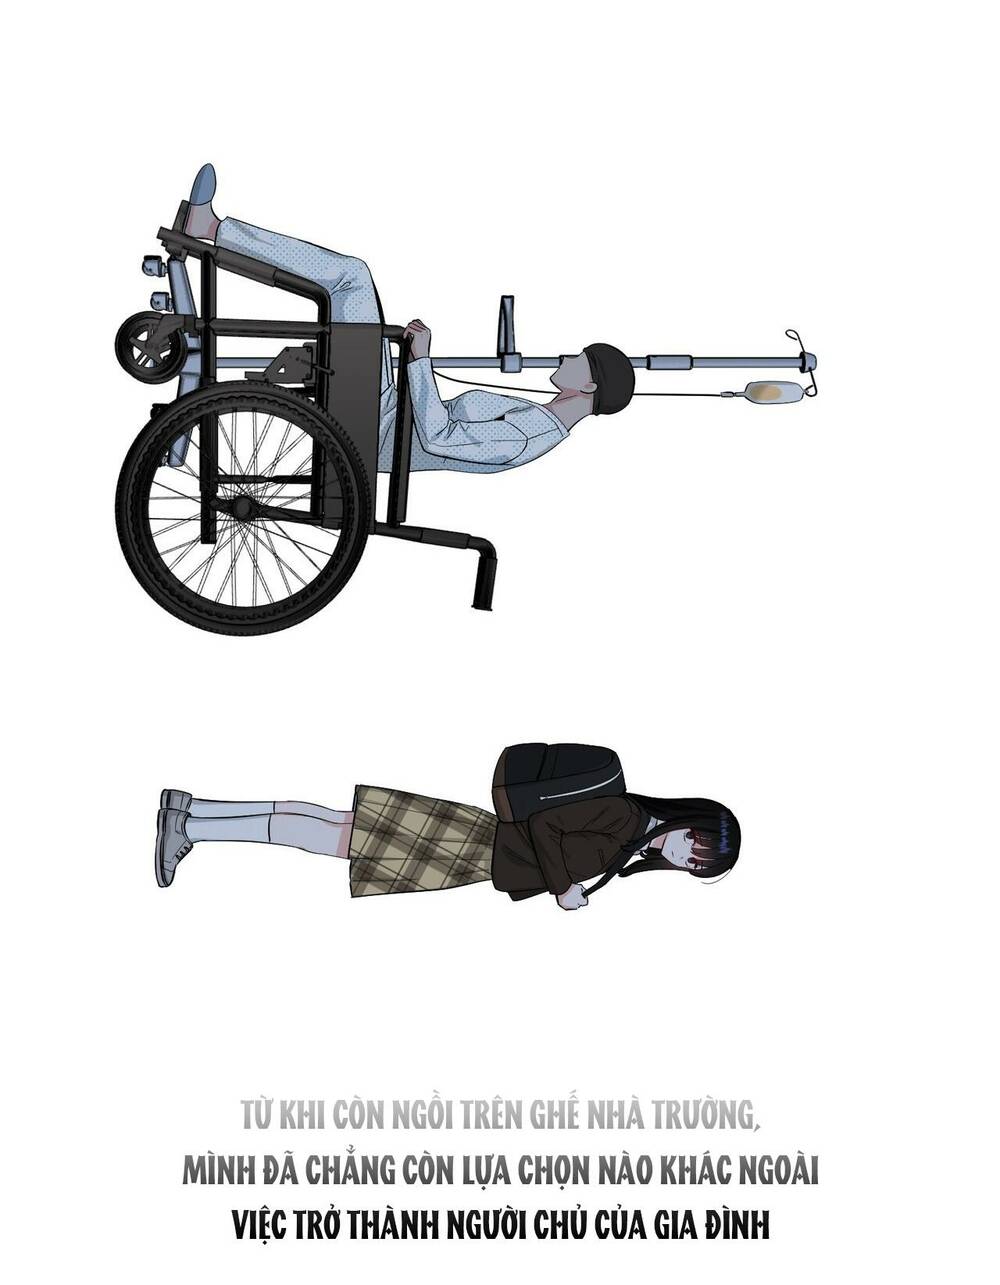 TỪ KHI CÒN NGỒI TRÊN GHẾ NHÀ TRƯỜNG,
MÌNH ĐÃ CHẲNG CÒN LỰA CHỌN NÀO KHÁC NGOÀI
VIỆC TRỞ THÀNH NGƯỜI CHỦ CỦA GIA ĐÌNH